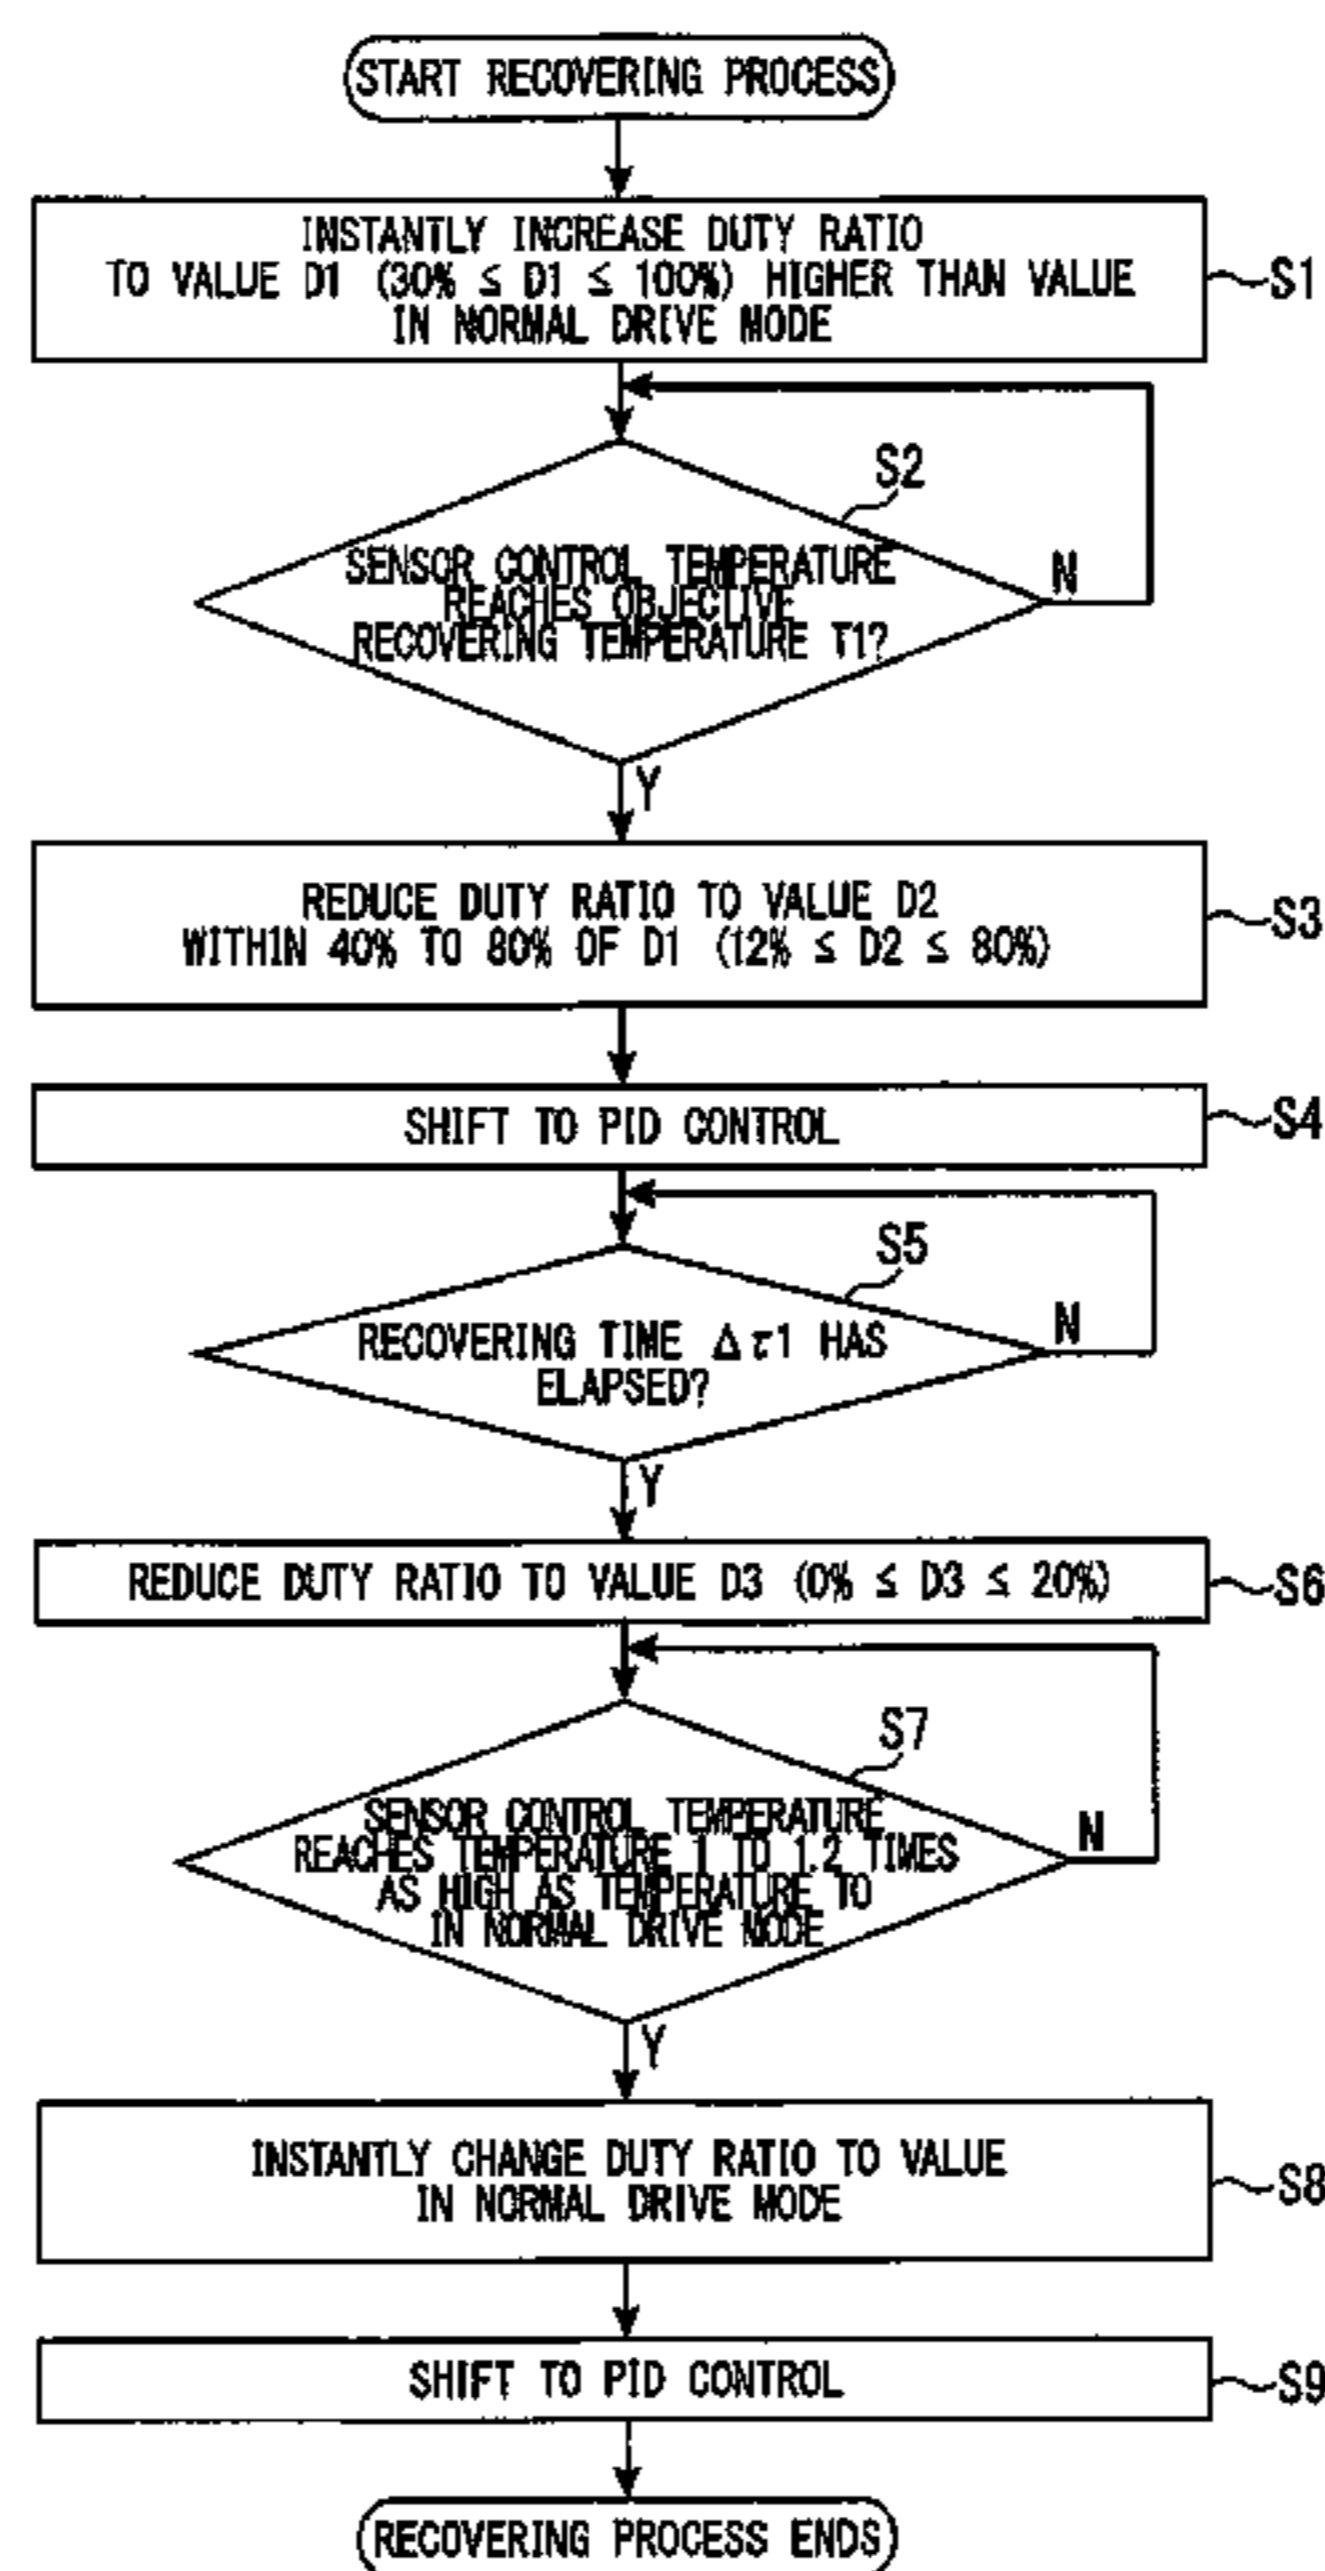 START RECOVERING PROCESS
INSTANTLY INCREASE DUTY RATIO
TO VALUE D1 (30% ≤ D1 ≤ 100%) HIGHER THAN VALUE
IN NORMAL DRIVE MODE
S1
S2
SENSOR CONTROL TEMPERATURE
REACHES OBJECTIVE
RECOVERING TEMPERATURE T1?
N
Y
REDUCE DUTY RATIO TO VALUE D2
WITHIN 40% TO 80% OF D1 (12% ≤ D2 ≤ 80%)
S3
SHIFT TO PID CONTROL
S4
S5
RECOVERING TIME Δτ1 HAS
ELAPSED?
N
Y
REDUCE DUTY RATIO TO VALUE D3 (0% ≤ D3 ≤ 20%)
S6
S7
SENSOR CONTROL TEMPERATURE
REACHES TEMPERATURE 1 TO 1.2 TIMES
AS HIGH AS TEMPERATURE T0
IN NORMAL DRIVE MODE
N
Y
INSTANTLY CHANGE DUTY RATIO TO VALUE
IN NORMAL DRIVE MODE
S8
SHIFT TO PID CONTROL
S9
RECOVERING PROCESS ENDS